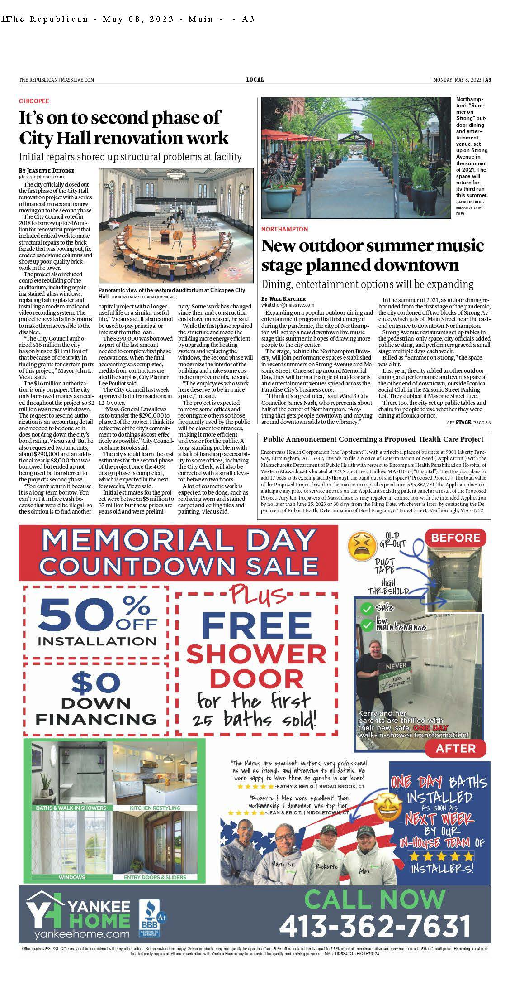 The Republican - May 08, 2023 - Main - - A3
THE REPUBLICAN | MASSLIVE.COM
LOCAL
MONDAY, MAY 8, 2023 | A3
CHICOPEE
It’s on to second phase of
City Hall renovation work
Initial repairs shored up structural problems at facility
By Jeanette Deforge
jdeforge@repub.com
The city officially closed out
the first phase of the City Hall
renovation project with a series
of financial moves and is now
moving on to the second phase.
The City Council voted in
2018 to borrow up to $16 mil-
lion for renovation project that
included critical work to make
structural repairs to the brick
façade that was bowing out, fix
eroded sandstone columns and
shore up poor-quality brick-
work in the tower.
The project also included
complete rebuilding of the
auditorium, including repair-
ing stained-glass windows,
replacing failing plaster and
installing a modern audio and
video recording system. The
project renovated all restrooms
to make them accessible to the
disabled.
“The City Council autho-
rized $16 million the city
has only used $14 million of
that because of creativity in
finding grants for certain parts
of this project,” Mayor John L.
Vieau said.
The $16 million authoriza-
tion is only on paper. The city
only borrowed money as need-
ed throughout the project so $2
million was never withdrawn.
The request to rescind autho-
rization is an accounting detail
and needed to be done so it
does not drag down the city’s
bond rating, Vieau said. But he
also requested two amounts,
about $290,000 and an addi-
tional nearly $8,000 that was
borrowed but ended up not
being used be transferred to
the project’s second phase.
“You can’t return it because
it is a long-term borrow. You
can’t put it in free cash be-
cause that would be illegal, so
the solution is to find another
Panoramic view of the restored auditorium at Chicopee City
Hall. (DON TREEGER / THE REPUBLICAN, FILE)
capital project with a longer
useful life or a similar useful
life,” Vieau said. It also cannot
be used to pay principal or
interest from the loan.
The $290,000 was borrowed
as part of the last amount
needed to complete first phase
renovations. When the final
accounting was completed,
credits from contractors cre-
ated the surplus, City Planner
Lee Pouliot said.
The City Council last week
approved both transactions in
12-0 votes.
“Mass. General Law allows
us to transfer the $290,000 to
phase 2 of the project. I think it is
reflective of the city’s commit-
ment to do things as cost-effec-
tively as possible,” City Council-
or Shane Brooks said.
The city should learn the cost
estimates for the second phase
of the project once the 40%
design phase is completed,
which is expected in the next
few weeks, Vieau said.
Initial estimates for the proj-
ect were between $5 million to
$7 million but those prices are
years old and were prelimi-
nary. Some work has changed
since then and construction
costs have increased, he said.
While the first phase repaired
the structure and made the
building more energy efficient
by upgrading the heating
system and replacing the
windows, the second phase will
modernize the interior of the
building and make some cos-
metic improvements, he said.
“The employees who work
here deserve to be in a nice
space,” he said.
The project is expected
to move some offices and
reconfigure others so those
frequently used by the public
will be closer to entrances,
making it more efficient
and easier for the public. A
long-standing problem with
a lack of handicap accessibil-
ity to some offices, including
the City Clerk, will also be
corrected with a small eleva-
tor between two floors.
A lot of cosmetic work is
expected to be done, such as
replacing worn and stained
carpet and ceiling tiles and
painting, Vieau said.
Northamp-
ton’s “Sum-
mer on
Strong” out-
door dining
and enter-
tainment
venue, set
up on Strong
Avenue in
the summer
of 2021. The
space will
return for
its third run
this summer.
(JACKSON COTE /
MASSLIVE.COM,
FILE)
NORTHAMPTON
New outdoor summer music
stage planned downtown
Dining, entertainment options will be expanding
By Will Katcher
wkatcher@masslive.com
Expanding on a popular outdoor dining and
entertainment program that first emerged
during the pandemic, the city of Northamp-
ton will set up a new downtown live music
stage this summer in hopes of drawing more
people to the city center.
The stage, behind the Northampton Brew-
ery, will join performance spaces established
in recent summers on Strong Avenue and Ma-
sonic Street. Once set up around Memorial
Day, they will form a triangle of outdoor arts
and entertainment venues spread across the
Paradise City’s business core.
“I think it’s a great idea,” said Ward 3 City
Councilor James Nash, who represents about
half of the center of Northampton. “Any-
thing that gets people downtown and moving
around downtown adds to the vibrancy.”
In the summer of 2021, as indoor dining re-
bounded from the first stage of the pandemic,
the city cordoned off two blocks of Strong Av-
enue, which juts off Main Street near the east-
end entrance to downtown Northampton.
Strong Avenue restaurants set up tables in
the pedestrian-only space, city officials added
public seating, and performers graced a small
stage multiple days each week.
Billed as “Summer on Strong,” the space
was a hit.
Last year, the city added another outdoor
dining and performance and events space at
the other end of downtown, outside Iconica
Social Club in the Masonic Street Parking
Lot. They dubbed it Masonic Street Live.
There too, the city set up public tables and
chairs for people to use whether they were
dining at Iconica or not.
SEE STAGE, PAGE A6
Public Announcement Concerning a Proposed Health Care Project
Encompass Health Corporation (the “Applicant”), with a principal place of business at 9001 Liberty Park-
way, Birmingham, AL 35242, intends to file a Notice of Determination of Need (“Application”) with the
Massachusetts Department of Public Health with respect to Encompass Health Rehabilitation Hospital of
Western Massachusetts located at 222 State Street, Ludlow, MA 01056 (“Hospital”). The Hospital plans to
add 17 beds to its existing facility through the build out of shell space (“Proposed Project”). The total value
of the Proposed Project based on the maximum capital expenditure is $5,862,759. The Applicant does not
anticipate any price or service impacts on the Applicant’s existing patient panel as a result of the Proposed
Project. Any ten Taxpayers of Massachusetts may register in connection with the intended Application
by no later than June 25, 2023 or 30 days from the Filing Date, whichever is later, by contacting the De-
partment of Public Health, Determination of Need Program, 67 Forest Street, Marlborough, MA 01752.
MEMORIAL DAY
COUNTDOWN SALE
50%
OFF
INSTALLATION
$0
DOWN
FINANCING
PLUS
FREE
SHOWER
DOOR
for the first
25 baths sold!
OLD
GROUT
DUCT
TAPE
HIGH
THRESHOLD
BEFORE
safe
low
maintenance
NEVER
CATTYWAMPUS
100%
SATISFIED
Kerry and her
parents are thrilled with
their new, safe, ONE DAY
walk-in-shower transformation!
AFTER
BATHS & WALK-IN SHOWERS
KITCHEN RESTYLING
WINDOWS
ENTRY DOORS & SLIDERS
"The Marios are excellent workers, very professional
as well as friendly and attention to all details. We
were happy to have them as guests in our home!
-KATHY & BEN G. | BROAD BROOK, CT
"Roberto & Alex were excellent! Their
workmanship & demeanor was top tier!
-JEAN & ERIC T. | MIDDLETOWN, CT
Mario Jr.
Mario Sr.
Roberto
Alex
ONE DAY BATHS
INSTALLED
AS SOON AS
NEXT WEEK
BY OUR
IN-HOUSE TEAM OF
INSTALLERS!
YH YANKEE
HOME
yankeehome.com
BBB
A+
ACCREDITED
BUSINESS
CALL NOW
413-362-7631
Offer expires 5/31/23. Offer may not be combined with any other offers. Some restrictions apply. Some products may not qualify for special offers. 50% off of installation is equal to 7.5% off retail, maximum discount may not exceed 15% off retail price. Financing is subject
to third party approval. All communication with Yankee Home may be recorded for quality and training purposes. MA # 160584 CT #HIC.0673924